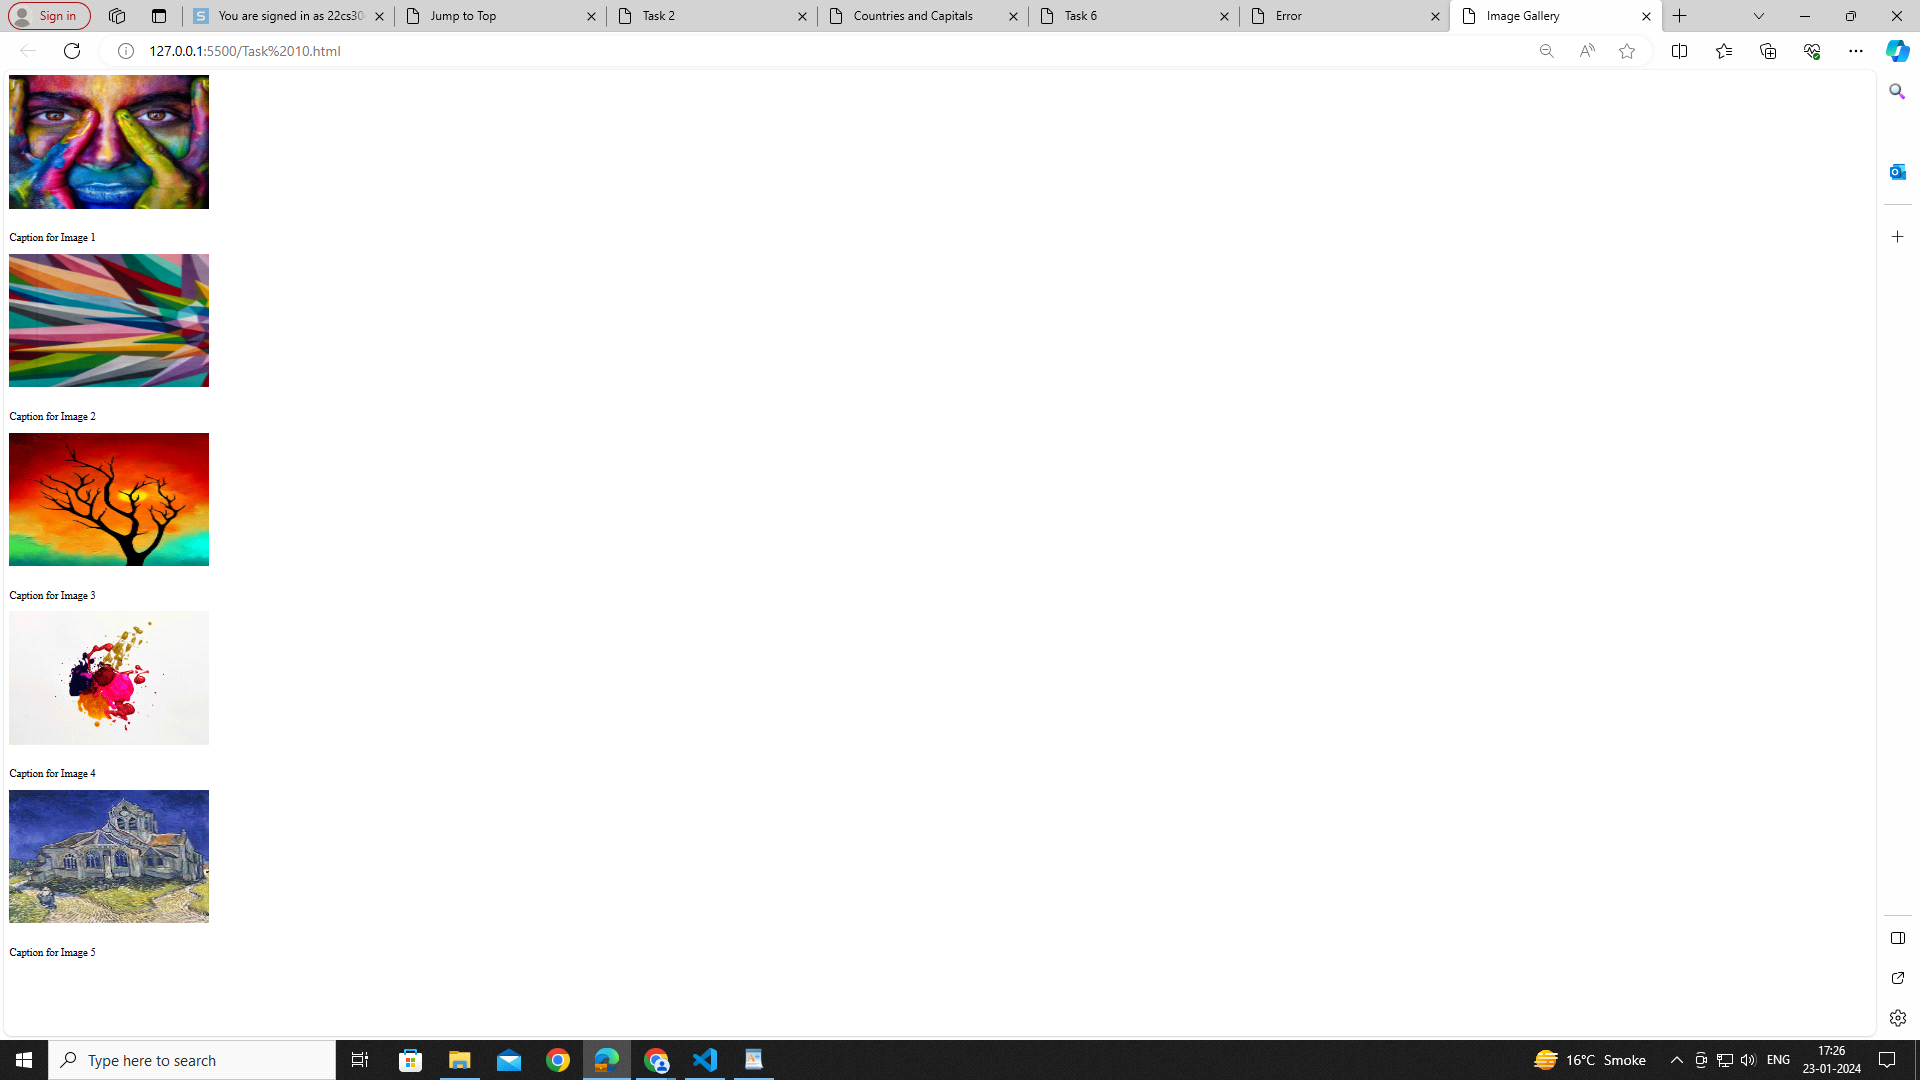 Sign in
You are signed in as 22cs304
Jump to Top
Task 2
Countries and Capitals
Task 6
Error
Image Gallery
127.0.0.1:5500/Task%2010.html
Caption for Image 1
Caption for Image 2
Caption for Image 3
Caption for Image 4
Caption for Image 5
Type here to search
16°C Smoke
ENG
17:26
23-01-2024